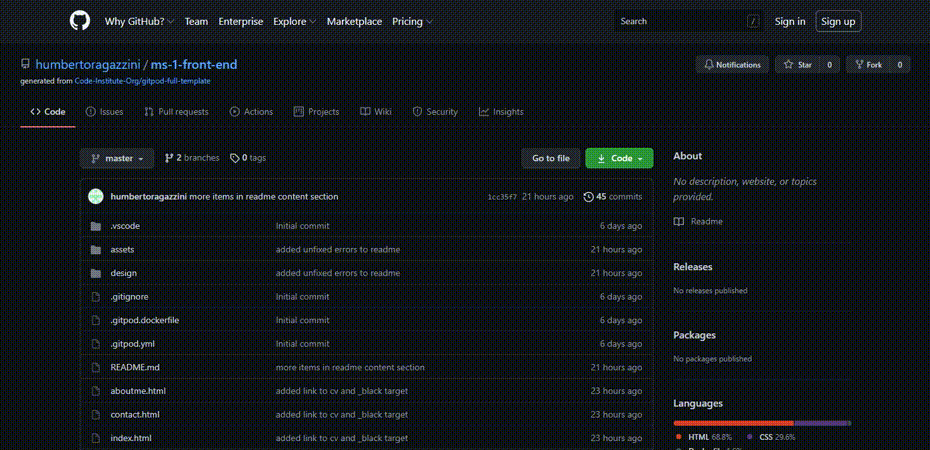 Why GitHub? Team Enterprise Explore Marketplace Pricing Search / Sign in Sign up
humbertoragazzini / ms-1-front-end Notifications Star 0 Fork 0
generated from Code-Institute-Org/gitpod-full-template
Code Issues Pull requests Actions Projects Wiki Security Insights
master 2 branches 0 tags Go to file Code
humbertoragazzini more items in readme content section 1cc35f7 21 hours ago 45 commits
.vscode Initial commit 6 days ago
assets added unfixed errors to readme 21 hours ago
design added unfixed errors to readme 21 hours ago
.gitignore Initial commit 6 days ago
.gitpod.dockerfile Initial commit 6 days ago
.gitpod.yml Initial commit 6 days ago
README.md more items in readme content section 21 hours ago
aboutme.html added link to cv and _black target 23 hours ago
contact.html added link to cv and _black target 23 hours ago
index.html added link to cv and _black target 23 hours ago
About
No description, website, or topics
provided.
Readme
Releases
No releases published
Packages
No packages published
Languages
HTML 68.8% CSS 29.6%